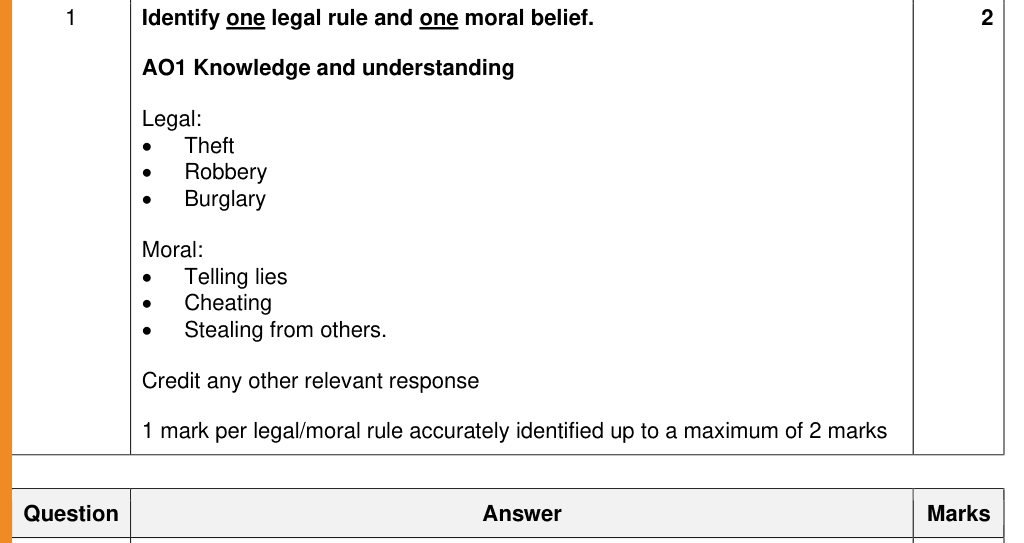 1 Identify one legal rule and one moral belief. 2
AO1 Knowledge and understanding
Legal:
• Theft
• Robbery
• Burglary
Moral:
• Telling lies
• Cheating
• Stealing from others.
Credit any other relevant response
1 mark per legal/moral rule accurately identified up to a maximum of 2 marks
Question Answer Marks